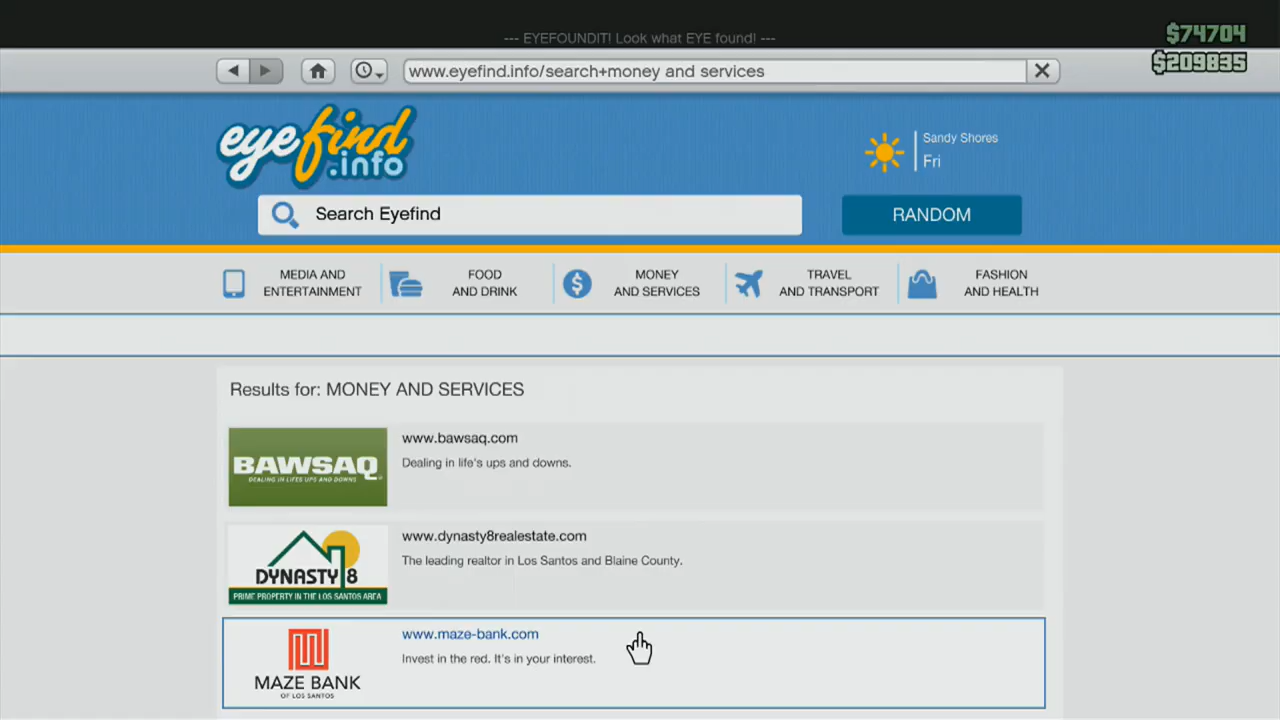 --- EYEFOUNDIT! Look what EYE found! ---
$74704
$209835
www.eyefind.info/search+money and services
eyefind
.info
Sandy Shores
Fri
Search Eyefind
RANDOM
MEDIA AND
ENTERTAINMENT
FOOD
AND DRINK
MONEY
AND SERVICES
TRAVEL
AND TRANSPORT
FASHION
AND HEALTH
Results for: MONEY AND SERVICES
BAWSAQ
DEALING IN LIFES UPS AND DOWNS
www.bawsaq.com
Dealing in life's ups and downs.
DYNASTY 8
PRIME PROPERTY IN THE LOS SANTOS AREA
www.dynasty8realestate.com
The leading realtor in Los Santos and Blaine County.
MAZE BANK
OF LOS SANTOS
www.maze-bank.com
Invest in the red. It's in your interest.